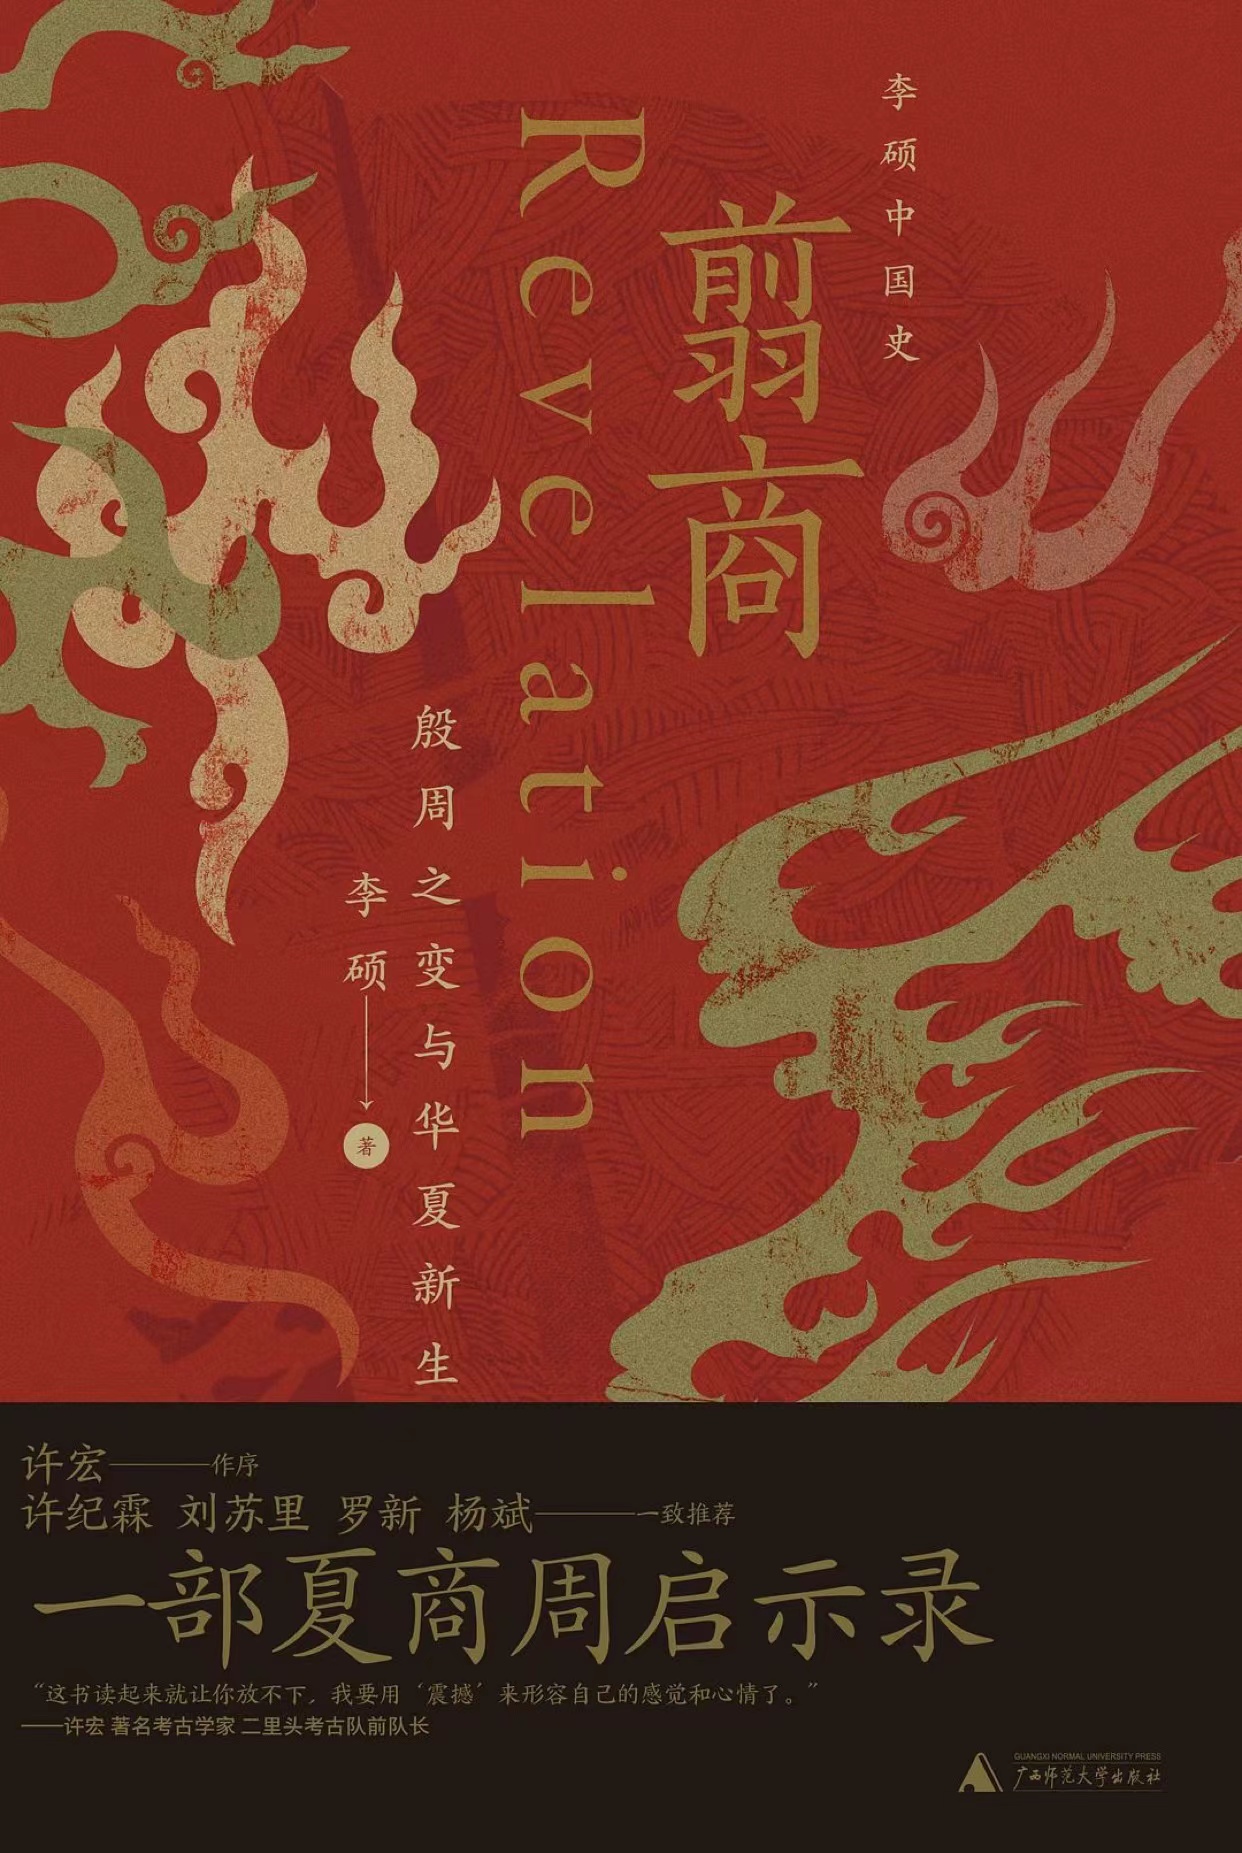 李硕中国史
翦商
Revelation
殷周之变与华夏新生
李硕
著
许宏 作序
许纪霖 刘苏里 罗新 杨斌 一致推荐
一部夏商周启示录
“这书读起来就让你放不下，我要用‘震撼’来形容自己的感觉和心情了。”
——许宏 著名考古学家 二里头考古队前队长
GUANGXI NORMAL UNIVERSITY PRESS
广西师范大学出版社